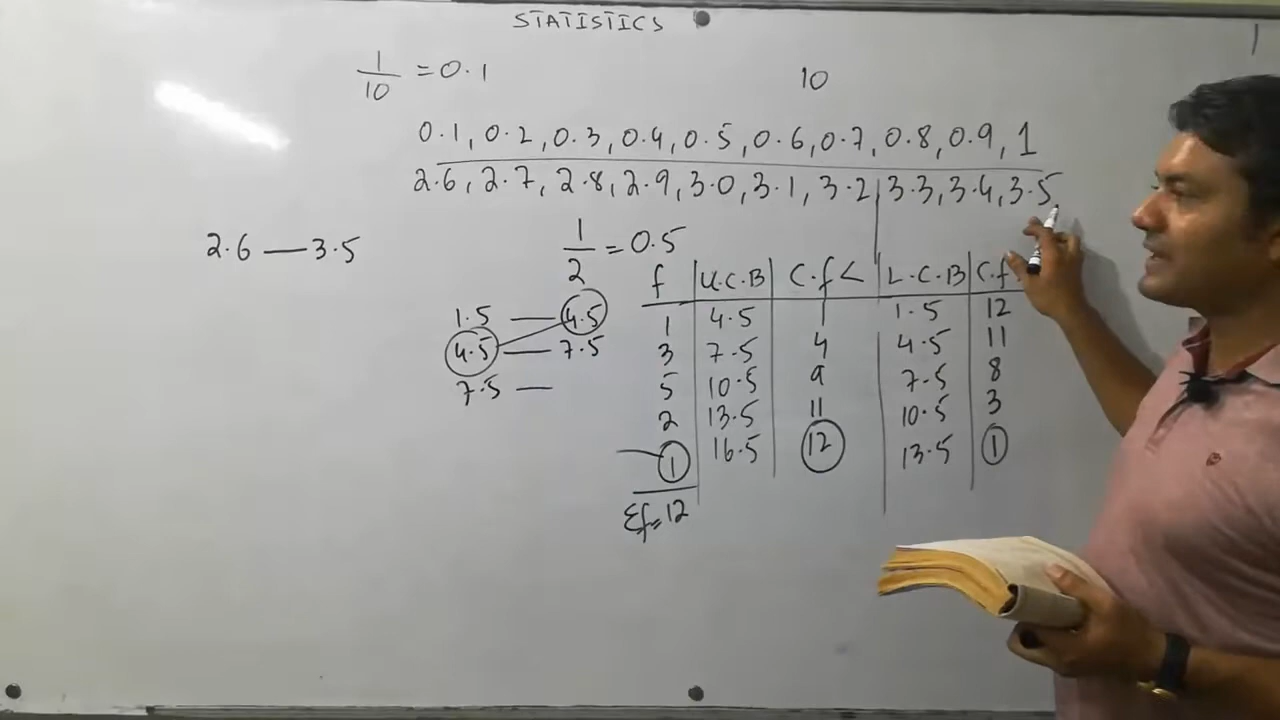 STATISTICS
1/10 = 0.1 10
0.1, 0.2, 0.3, 0.4, 0.5, 0.6, 0.7, 0.8, 0.9, 1
2.6, 2.7, 2.8, 2.9, 3.0, 3.1, 3.2, 3.3, 3.4, 3.5
2.6 — 3.5
1/2 = 0.5
1.5 — 4.5
4.5 — 7.5
7.5 —
f U.C.B C.f < L.C.B C.f
1 4.5 1 1.5 12
3 7.5 4 4.5 11
5 10.5 9 7.5 8
2 13.5 11 10.5 3
1 16.5 12 13.5 1
Σf=12